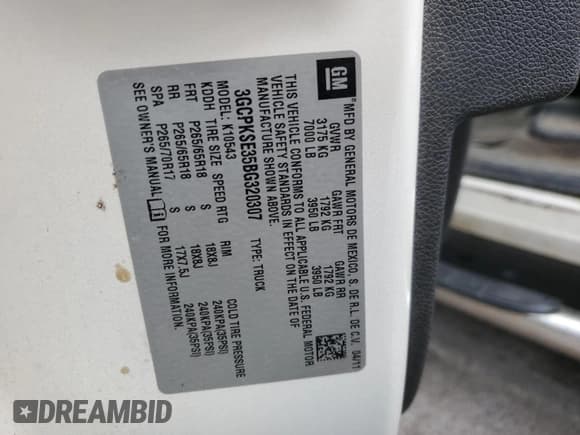 GM
MFD BY GENERAL MOTORS DE MEXICO, S. DE R.L. DE C.V. 04/11
GVWR GAWR FRT GAWR RR
3175 KG 1792 KG 1792 KG
7000 LB 3950 LB 3950 LB
THIS VEHICLE CONFORMS TO ALL APPLICABLE U.S. FEDERAL MOTOR
VEHICLE SAFETY STANDARDS IN EFFECT ON THE DATE OF
MANUFACTURE SHOWN ABOVE.
3GCPKSE35BG320307 TYPE: TRUCK
MODEL: K10543
KDDH TIRE SIZE SPEED RTG RIM COLD TIRE PRESSURE
FRT P265/65R18 S 18X8J 240KPA(35PSI)
RR P265/65R18 S 18X8J 240KPA(35PSI)
SPA P265/70R17 S 17X7.5J 240KPA(35PSI)
SEE OWNER'S MANUAL FOR MORE INFORMATION.
DREAMBID